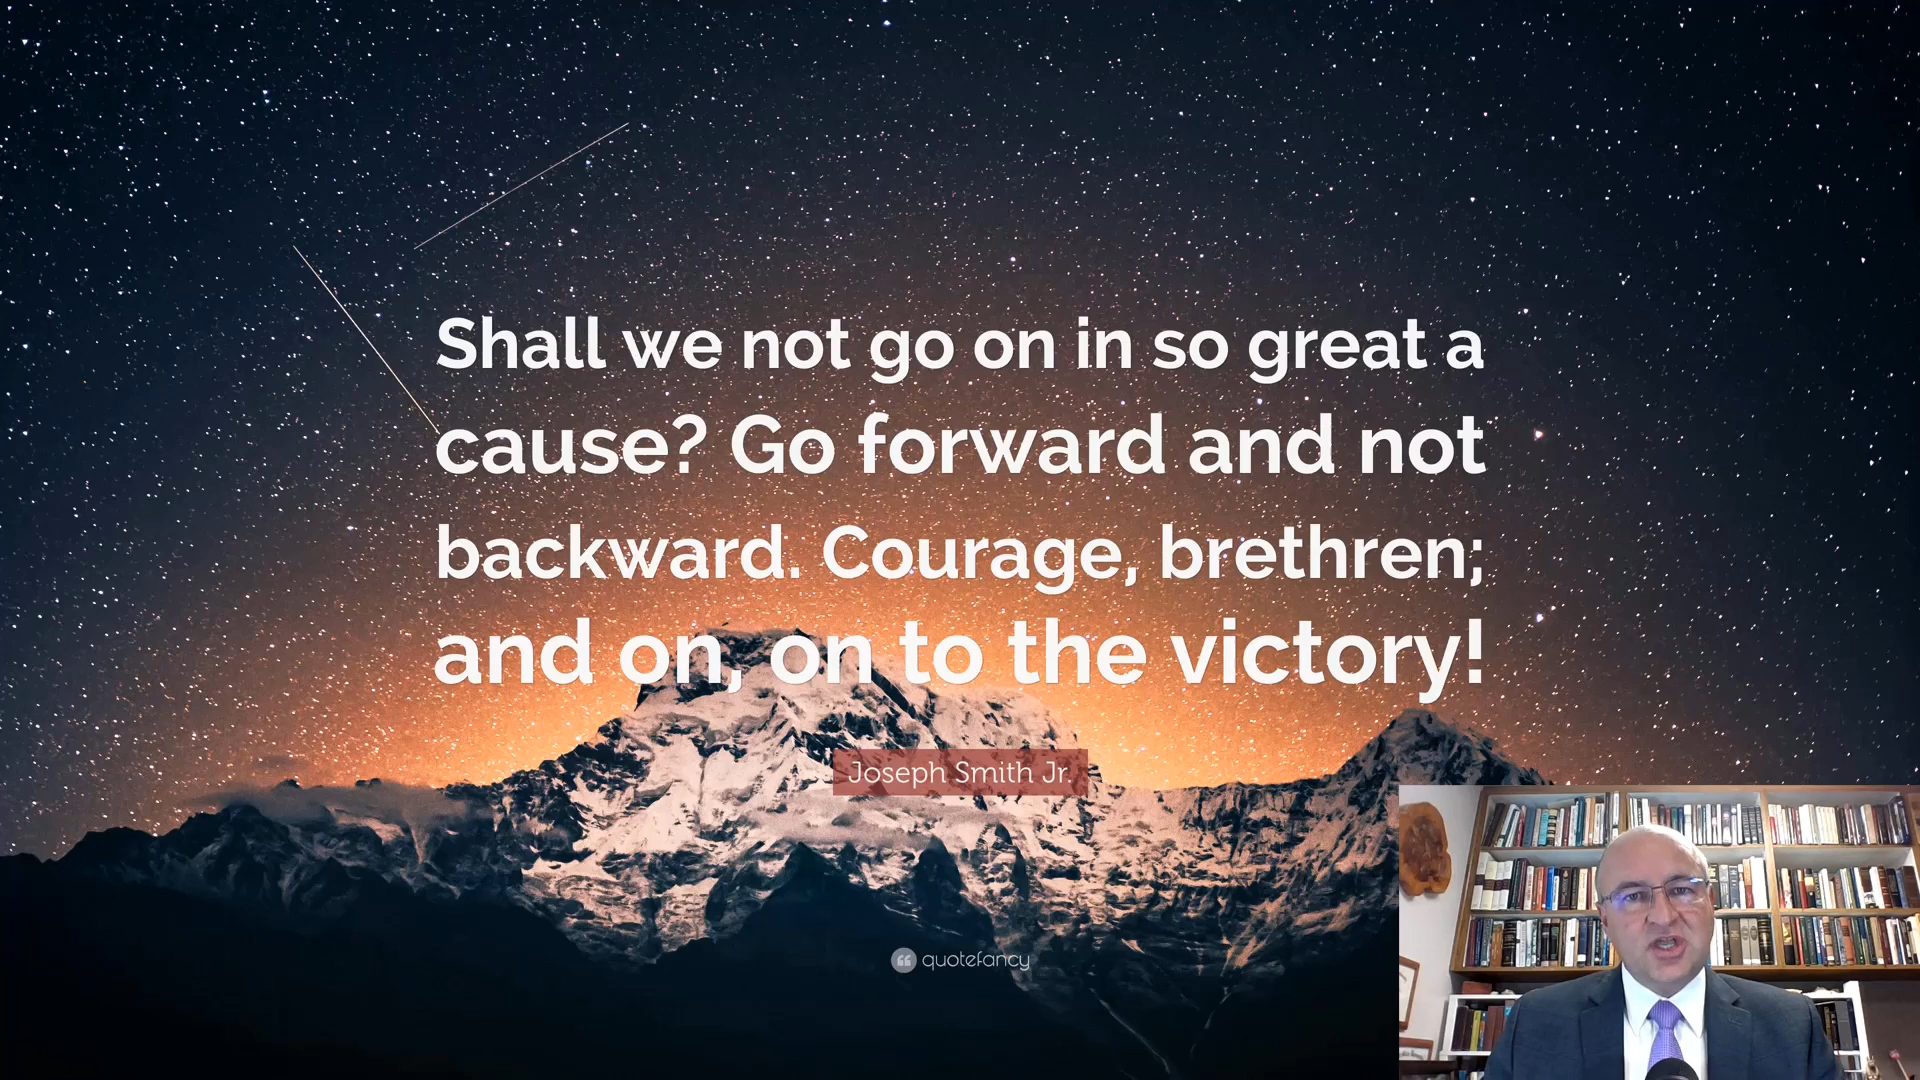 Shall we not go on in so great a
cause? Go forward and not
backward. Courage, brethren;
and on, on to the victory!
Joseph Smith Jr.
quotefancy